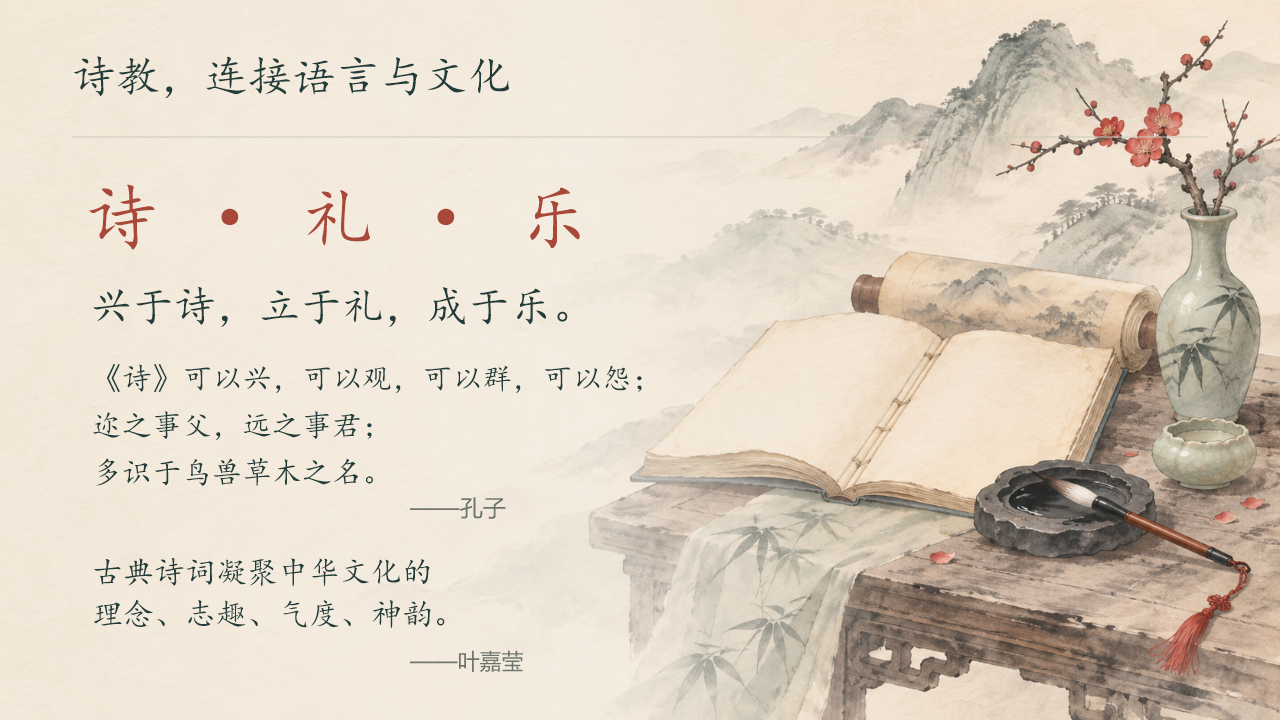 诗教，连接语言与文化
诗 • 礼 • 乐
兴于诗，立于礼，成于乐。
《诗》可以兴，可以观，可以群，可以怨；
迩之事父，远之事君；
多识于鸟兽草木之名。
——孔子
古典诗词凝聚中华文化的
理念、志趣、气度、神韵。
——叶嘉莹